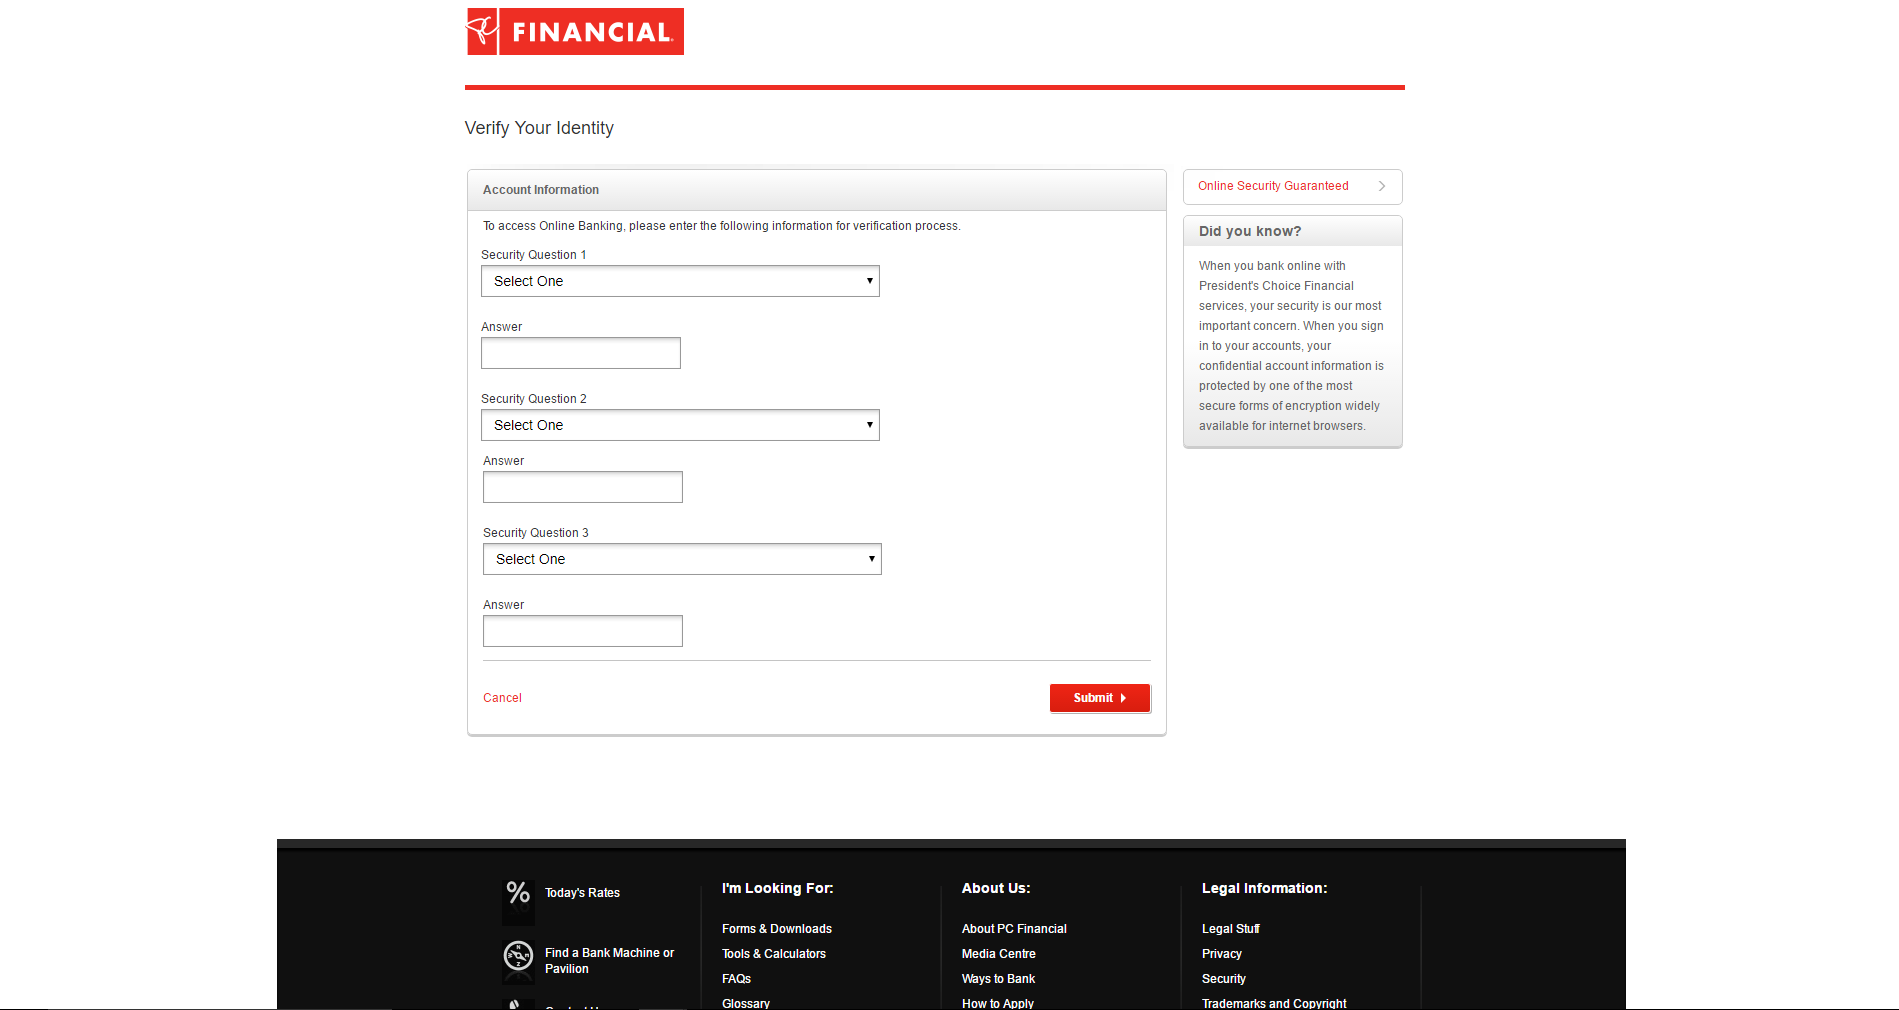 FINANCIAL
Verify Your Identity
Account Information
To access Online Banking, please enter the following information for verification process.
Security Question 1
Select One
Answer
Security Question 2
Select One
Answer
Security Question 3
Select One
Answer
Cancel
Submit
Online Security Guaranteed
Did you know?
When you bank online with
President's Choice Financial
services, your security is our most
important concern. When you sign
in to your accounts, your
confidential account information is
protected by one of the most
secure forms of encryption widely
available for internet browsers.
%
Today's Rates
Find a Bank Machine or
Pavilion
I'm Looking For:
Forms & Downloads
Tools & Calculators
FAQs
Glossary
About Us:
About PC Financial
Media Centre
Ways to Bank
How to Apply
Legal Information:
Legal Stuff
Privacy
Security
Trademarks and Copyright